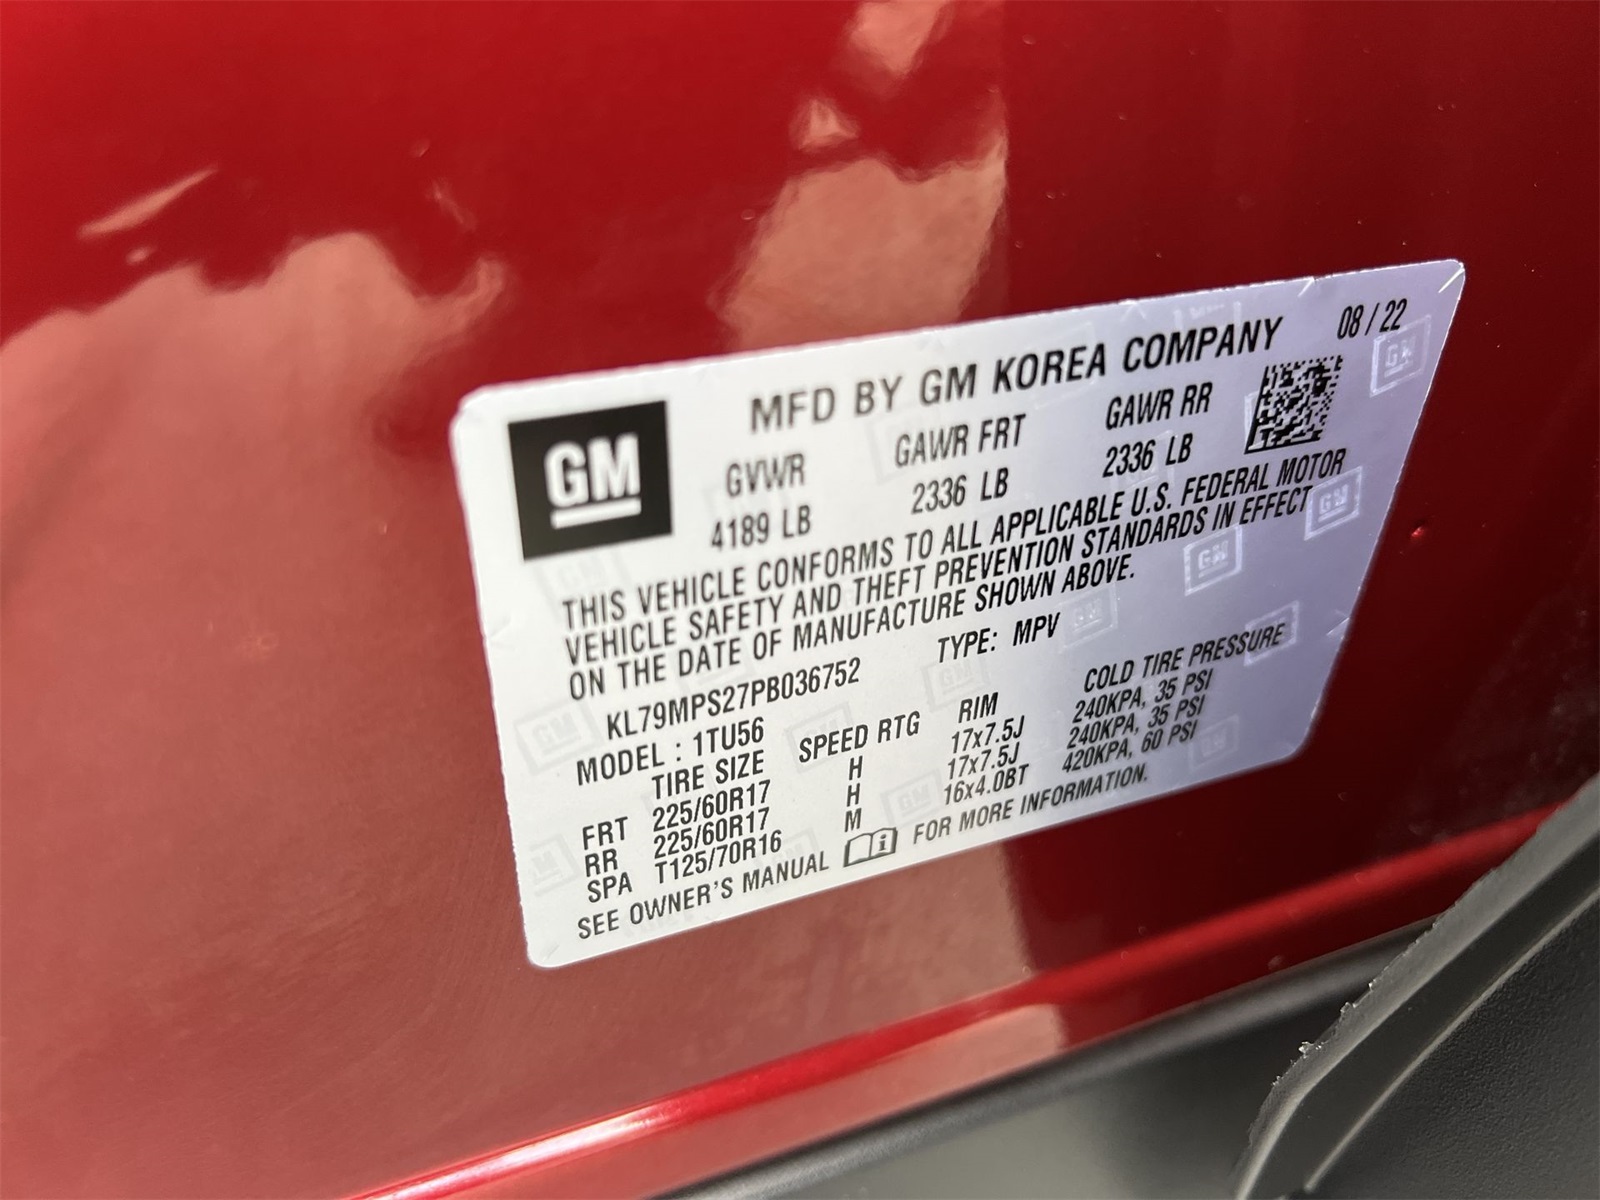 MFD BY GM KOREA COMPANY 08 / 22
GM
GVWR GAWR FRT GAWR RR
4189 LB 2336 LB 2336 LB
THIS VEHICLE CONFORMS TO ALL APPLICABLE U.S. FEDERAL MOTOR
VEHICLE SAFETY AND THEFT PREVENTION STANDARDS IN EFFECT
ON THE DATE OF MANUFACTURE SHOWN ABOVE.
KL79MPS27PB036752 TYPE: MPV
MODEL : 1TU56
TIRE SIZE SPEED RTG RIM COLD TIRE PRESSURE
FRT 225/60R17 H 17x7.5J 240KPA, 35 PSI
RR 225/60R17 H 17x7.5J 240KPA, 35 PSI
SPA T125/70R16 M 16x4.0BT 420KPA, 60 PSI
SEE OWNER'S MANUAL i FOR MORE INFORMATION.